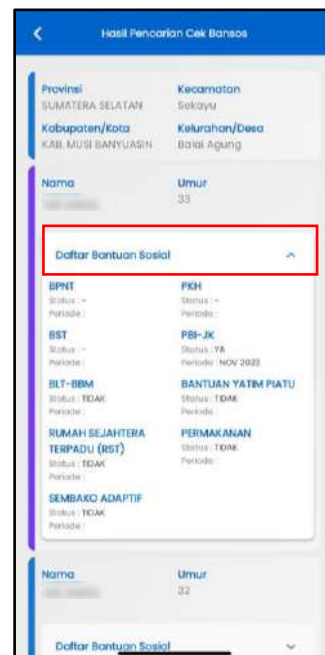 Hasil Pencarian Cek Bansos
Provinsi
SUMATERA SELATAN
Kecamatan
Sekayu
Kabupaten/Kota
KAB. MUSI BANYUASIN
Kelurahan/Desa
Balai Agung
Nama
Umur
33
Daftar Bantuan Sosial
BPNT
Status : -
Periode :
PKH
Status : -
Periode :
BST
Status : -
Periode :
PBI-JK
Status : YA
Periode : NOV 2023
BLT-BBM
Status : TIDAK
Periode :
BANTUAN YATIM PIATU
Status : TIDAK
Periode :
RUMAH SEJAHTERA
TERPADU (RST)
Status : TIDAK
Periode :
PERMAKANAN
Status : TIDAK
Periode :
SEMBAKO ADAPTIF
Status : TIDAK
Periode :
Nama
Umur
32
Daftar Bantuan Sosial